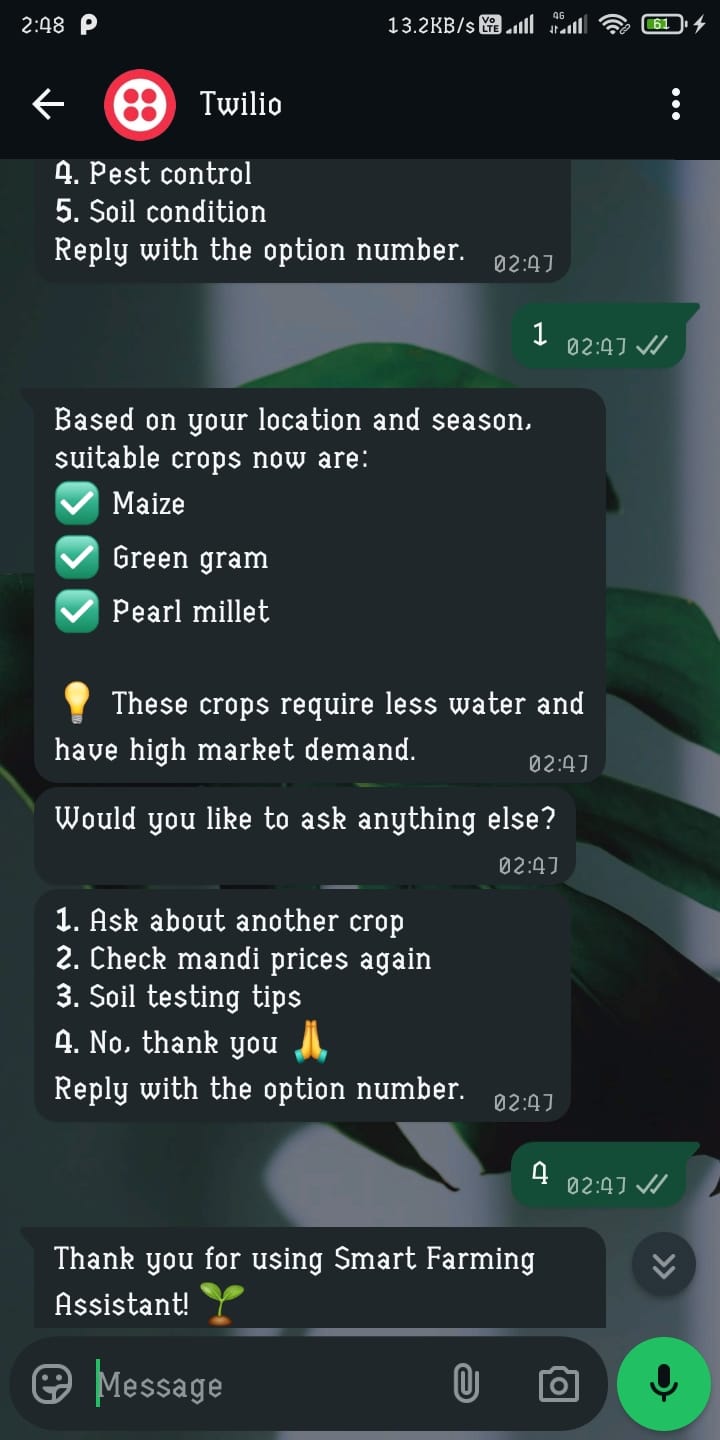 2:48
13.2KB/s Vo LTE 4G 61
Twilio
4. Pest control
5. Soil condition
Reply with the option number. 02:47
1 02:47
Based on your location and season,
suitable crops now are:
✅ Maize
✅ Green gram
✅ Pearl millet
💡 These crops require less water and
have high market demand. 02:47
Would you like to ask anything else?
02:47
1. Ask about another crop
2. Check mandi prices again
3. Soil testing tips
4. No, thank you 🙏
Reply with the option number. 02:47
4 02:47
Thank you for using Smart Farming
Assistant! 🌱
Message